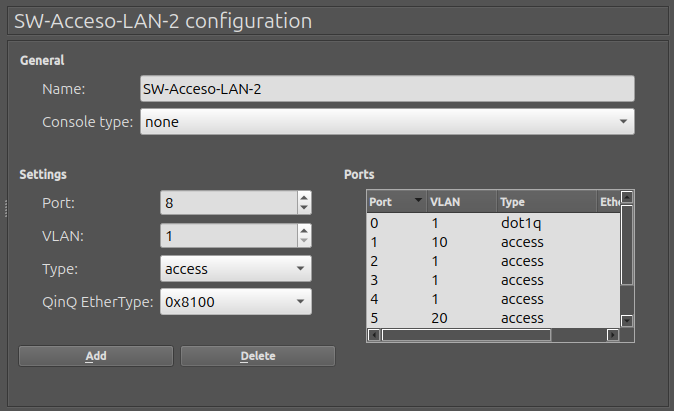 SW-Acceso-LAN-2 configuration
General
Name: SW-Acceso-LAN-2
Console type: none
Settings
Port: 8
VLAN: 1
Type: access
QinQ EtherType: 0x8100
Add Delete
Ports
Port VLAN Type Ethe
0 1 dot1q
1 10 access
2 1 access
3 1 access
4 1 access
5 20 access